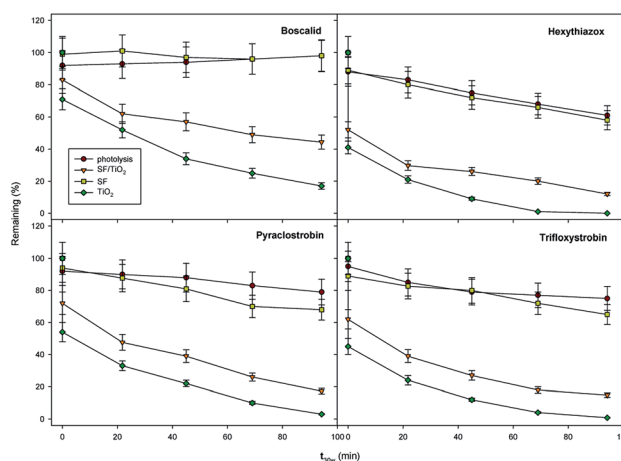 Boscalid
Hexythiazox
120
100
80
60
40
20
0
photolysis
SF/TiO₂
SF
TiO₂
Remaining (%)
Pyraclostrobin
Trifloxystrobin
120
100
80
60
40
20
0
0 20 40 60 80 100
0 20 40 60 80 100
t30w (min)